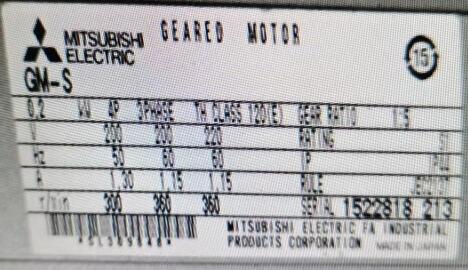 MITSUBISHI ELECTRIC GEARED MOTOR
15
GM-S
0.2 kW 4P 3PHASE TH CLASS 120(E) GEAR RATIO 1:5
V 200 200 220 RATING S1
Hz 50 60 60 IP
A 1.30 1.15 1.15 RULE
r/min 300 360 360 SERIAL 1522818 213
MITSUBISHI ELECTRIC FA INDUSTRIAL
PRODUCTS CORPORATION MADE IN JAPAN